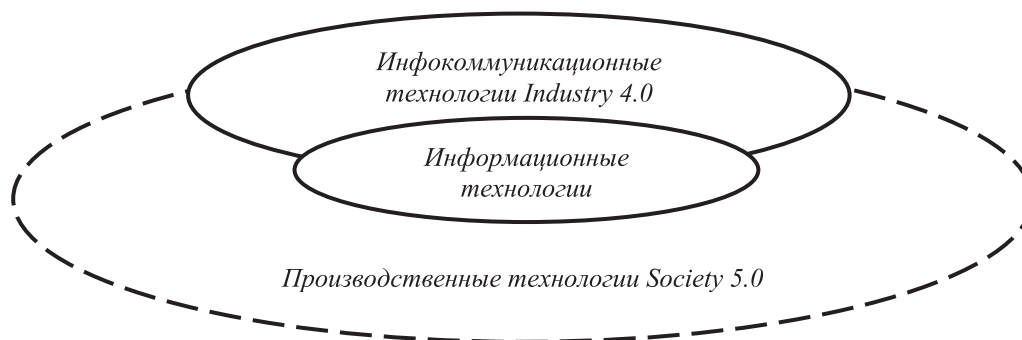 Инфокоммуникационные
технологии Industry 4.0
Информационные
технологии
Производственные технологии Society 5.0